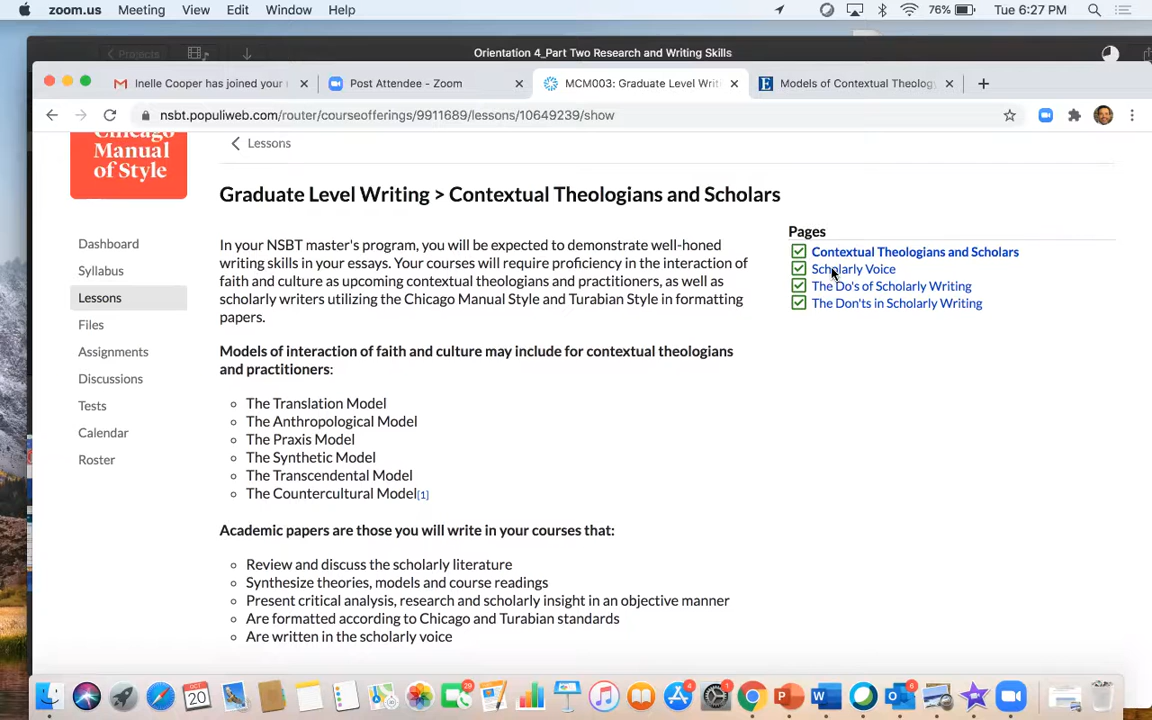 zoom.us Meeting View Edit Window Help 76% Tue 6:27 PM
Projects Orientation 4_Part Two Research and Writing Skills
Inelle Cooper has joined your Post Attendee - Zoom MCM003: Graduate Level Writi Models of Contextual Theology
nsbt.populiweb.com/router/courseofferings/9911689/lessons/10649239/show
Chicago
Manual
of Style
Lessons
Graduate Level Writing > Contextual Theologians and Scholars
Dashboard
Syllabus
Lessons
Files
Assignments
Discussions
Tests
Calendar
Roster
In your NSBT master's program, you will be expected to demonstrate well-honed
writing skills in your essays. Your courses will require proficiency in the interaction of
faith and culture as upcoming contextual theologians and practitioners, as well as
scholarly writers utilizing the Chicago Manual Style and Turabian Style in formatting
papers.
Models of interaction of faith and culture may include for contextual theologians
and practitioners:
The Translation Model
The Anthropological Model
The Praxis Model
The Synthetic Model
The Transcendental Model
The Countercultural Model[1]
Academic papers are those you will write in your courses that:
Review and discuss the scholarly literature
Synthesize theories, models and course readings
Present critical analysis, research and scholarly insight in an objective manner
Are formatted according to Chicago and Turabian standards
Are written in the scholarly voice
Pages
Contextual Theologians and Scholars
Scholarly Voice
The Do's of Scholarly Writing
The Don'ts in Scholarly Writing
OCT
20
29
1
6